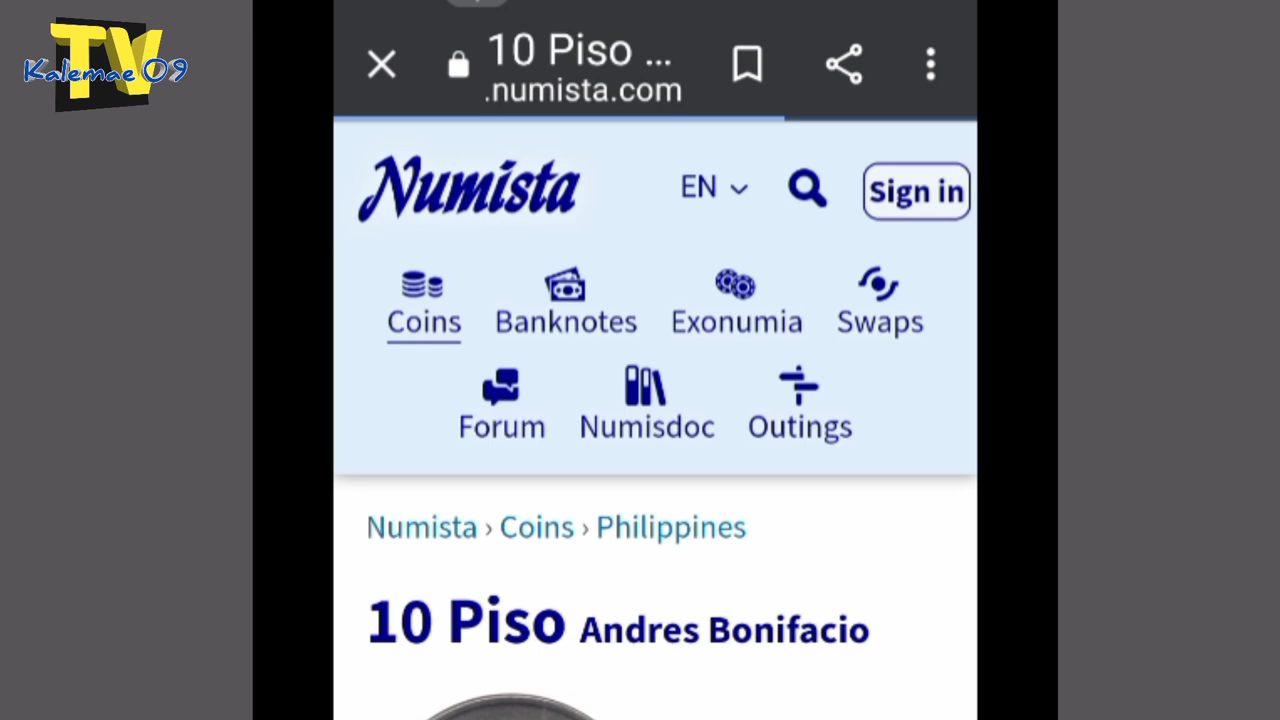 TV
Kalemae 09
10 Piso ...
.numista.com
Numista
EN
Sign in
Coins
Banknotes
Exonumia
Swaps
Forum
Numisdoc
Outings
Numista › Coins › Philippines
10 Piso Andres Bonifacio